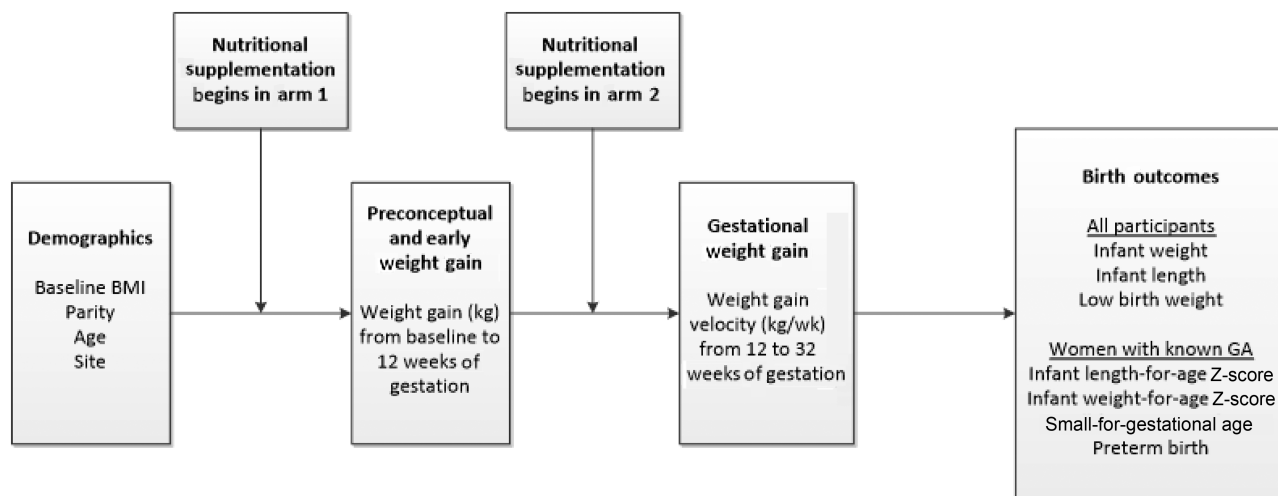 Nutritional
supplementation
begins in arm 1
Nutritional
supplementation
begins in arm 2
Demographics
Baseline BMI
Parity
Age
Site
Preconceptual
and early
weight gain
Weight gain (kg)
from baseline to
12 weeks of
gestation
Gestational
weight gain
Weight gain
velocity (kg/wk)
from 12 to 32
weeks of gestation
Birth outcomes
All participants
Infant weight
Infant length
Low birth weight
Women with known GA
Infant length-for-age Z-score
Infant weight-for-age Z-score
Small-for-gestational age
Preterm birth